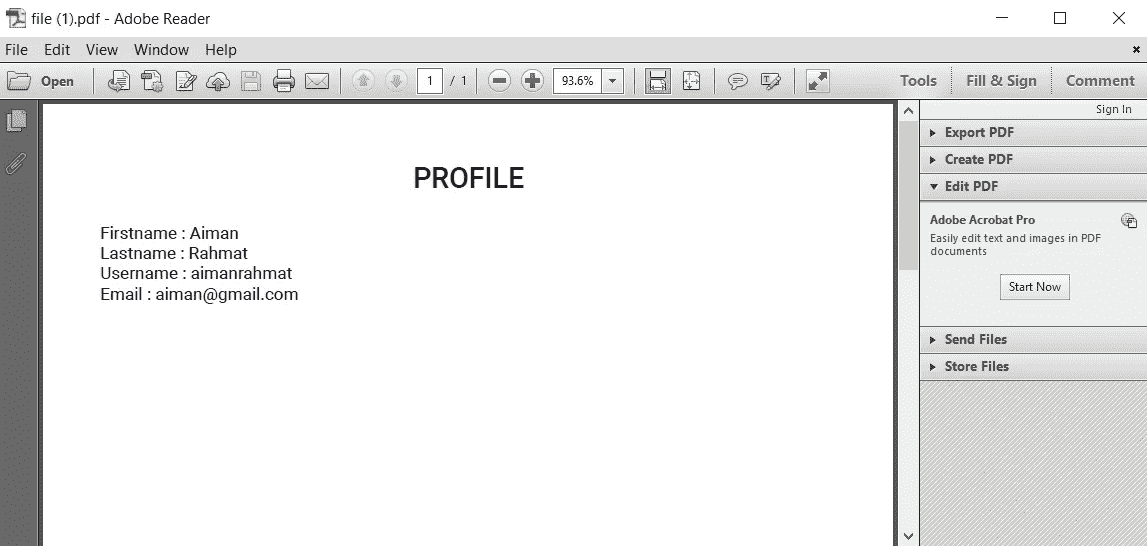 file (1).pdf - Adobe Reader
File Edit View Window Help
Open 1 / 1 93.6% Tools Fill & Sign Comment
Sign In
Export PDF
Create PDF
Edit PDF
Adobe Acrobat Pro
Easily edit text and images in PDF
documents
Start Now
Send Files
Store Files
PROFILE
Firstname : Aiman
Lastname : Rahmat
Username : aimanrahmat
Email : aiman@gmail.com